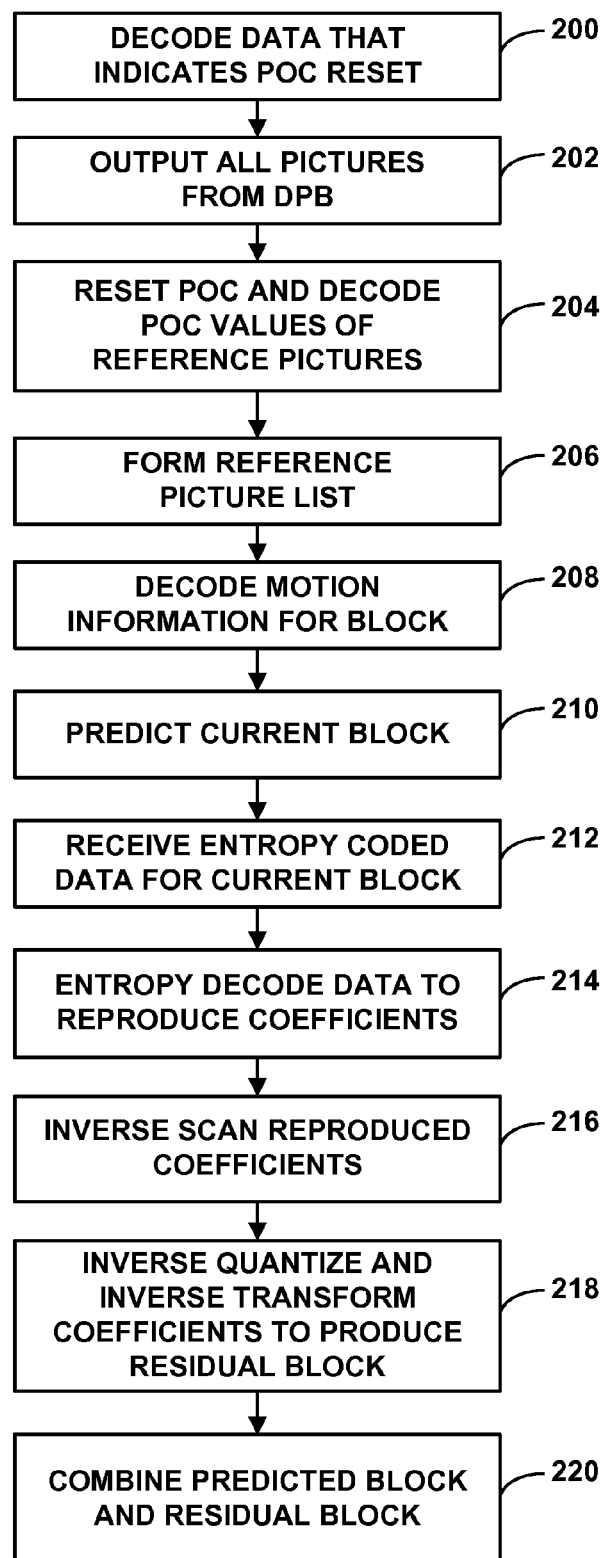 DECODE DATA THAT
INDICATES POC RESET
200
OUTPUT ALL PICTURES
FROM DPB
202
RESET POC AND DECODE
POC VALUES OF
REFERENCE PICTURES
204
FORM REFERENCE
PICTURE LIST
206
DECODE MOTION
INFORMATION FOR BLOCK
208
PREDICT CURRENT BLOCK
210
RECEIVE ENTROPY CODED
DATA FOR CURRENT BLOCK
212
ENTROPY DECODE DATA TO
REPRODUCE COEFFICIENTS
214
INVERSE SCAN REPRODUCED
COEFFICIENTS
216
INVERSE QUANTIZE AND
INVERSE TRANSFORM
COEFFICIENTS TO PRODUCE
RESIDUAL BLOCK
218
COMBINE PREDICTED BLOCK
AND RESIDUAL BLOCK
220